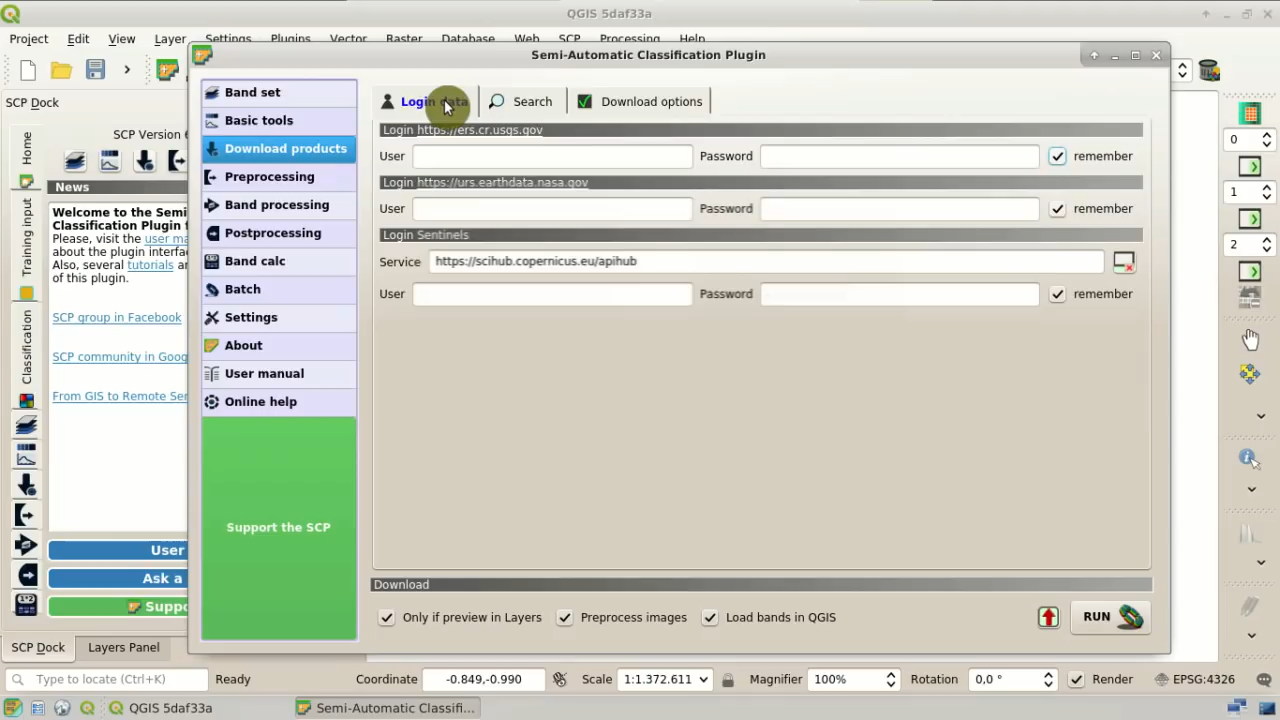 QGIS 5daf33a
Project Edit View Layer Settings Plugins Vector Raster Database Web SCP Processing Help
Semi-Automatic Classification Plugin
SCP Dock
Band set
Login data Search Download options
Basic tools
Login https://ers.cr.usgs.gov
SCP Version 6
Home
Download products
User Password remember
Preprocessing
Login https://urs.earthdata.nasa.gov
News
Band processing
User Password remember
Welcome to the Semi
Classification Plugin f
Please, visit the user ma
about the plugin interfac
Also, several tutorials ar
of this plugin.
Training input
Postprocessing
Login Sentinels
Band calc
Service https://scihub.copernicus.eu/apihub
Batch
User Password remember
Settings
SCP group in Facebook
About
SCP community in Goog
Classification
User manual
From GIS to Remote Ser
Online help
Support the SCP
0
1
2
User
Ask a
Suppo
Download
Only if preview in Layers Preprocess images Load bands in QGIS RUN
SCP Dock Layers Panel
Type to locate (Ctrl+K) Ready Coordinate -0.849,-0.990 Scale 1:1.372.611 Magnifier 100% Rotation 0,0 ° Render EPSG:4326
QGIS 5daf33a Semi-Automatic Classifi...